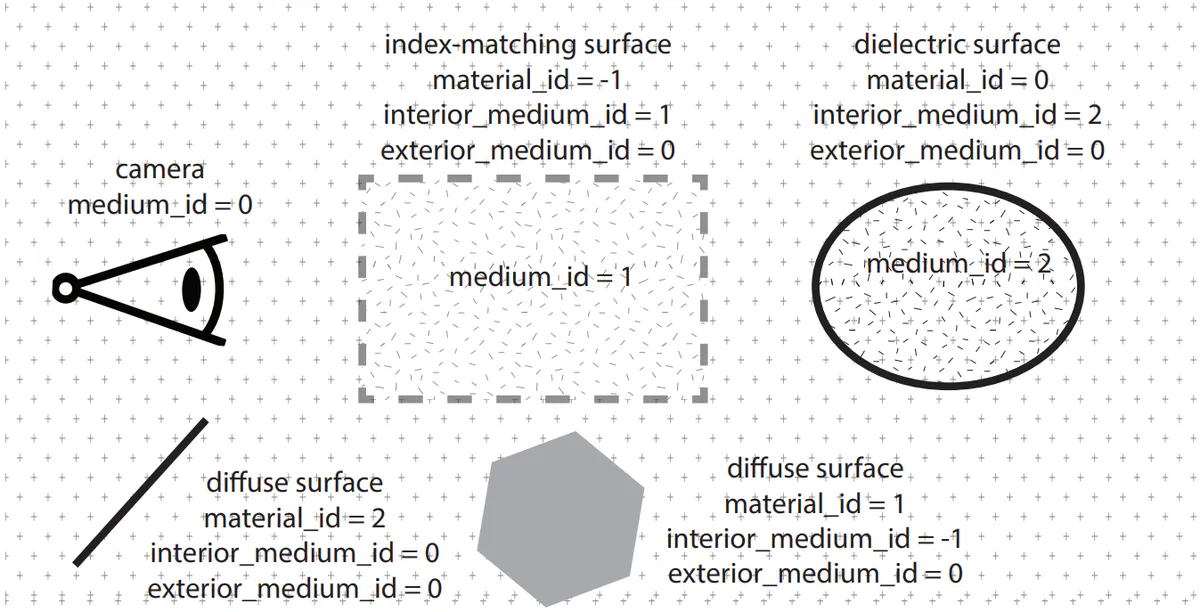 index-matching surface
material_id = -1
interior_medium_id = 1
exterior_medium_id = 0
dielectric surface
material_id = 0
interior_medium_id = 2
exterior_medium_id = 0
camera
medium_id = 0
medium_id = 1
medium_id = 2
diffuse surface
material_id = 2
interior_medium_id = 0
exterior_medium_id = 0
diffuse surface
material_id = 1
interior_medium_id = -1
exterior_medium_id = 0